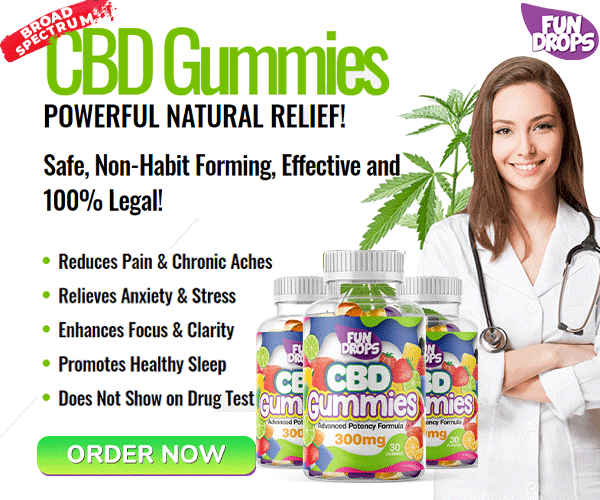 BROAD
SPECTRUM
FUN
DROPS
CBD Gummies
POWERFUL NATURAL RELIEF!
Safe, Non-Habit Forming, Effective and
100% Legal!
Reduces Pain & Chronic Aches
Relieves Anxiety & Stress
Enhances Focus & Clarity
Promotes Healthy Sleep
Does Not Show on Drug Test
ORDER NOW
FUN
DROPS
CBD
Gummies
Advanced Potency Formula
300mg
30
GUMMIES